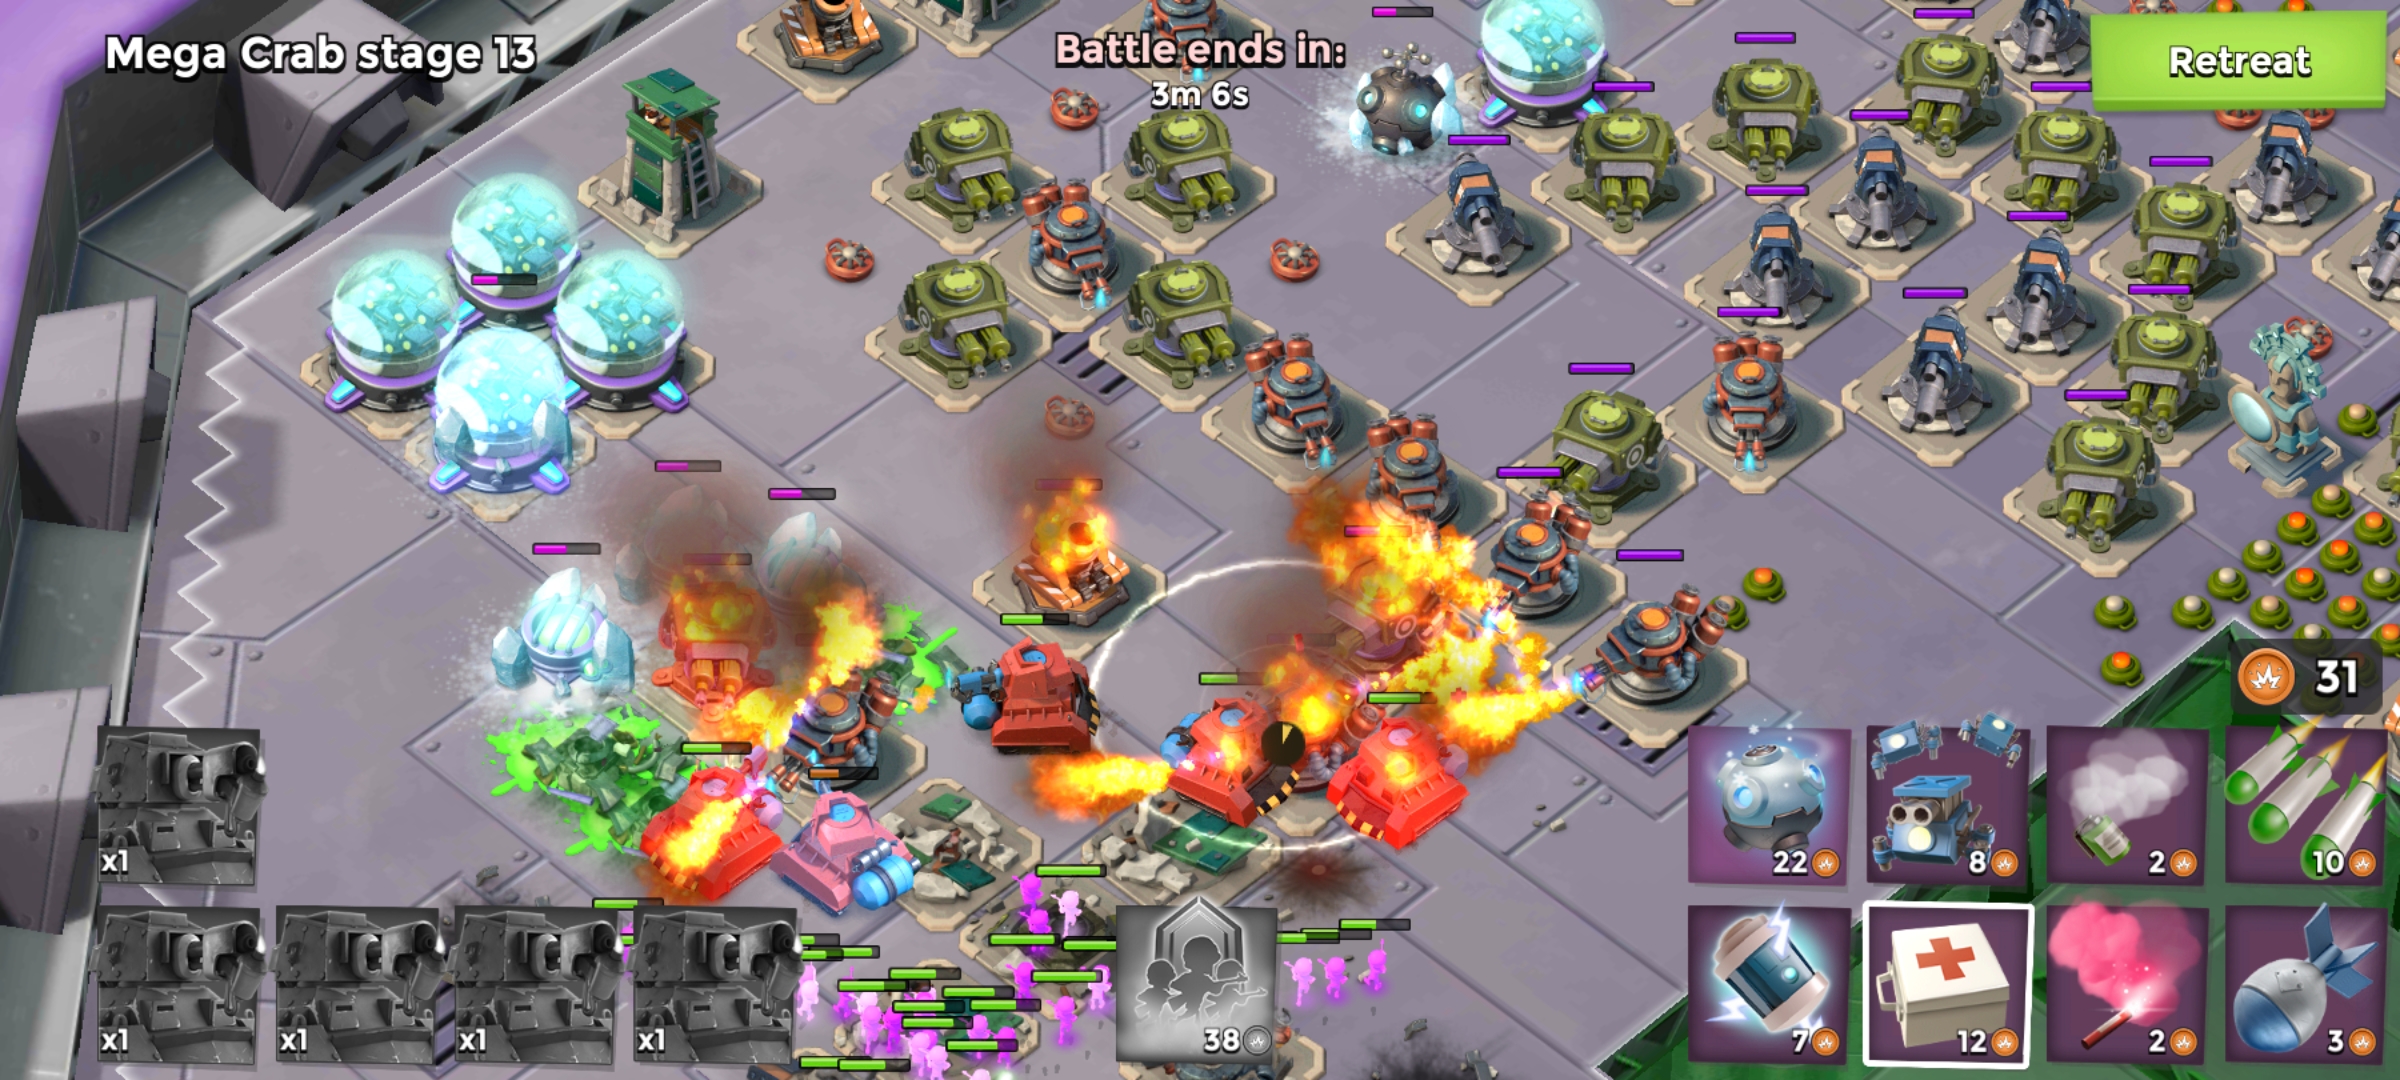 Mega Crab stage 13
Battle ends in:
3m 6s
Retreat
31
22
8
2
10
x1
x1
x1
x1
x1
38
7
12
2
3